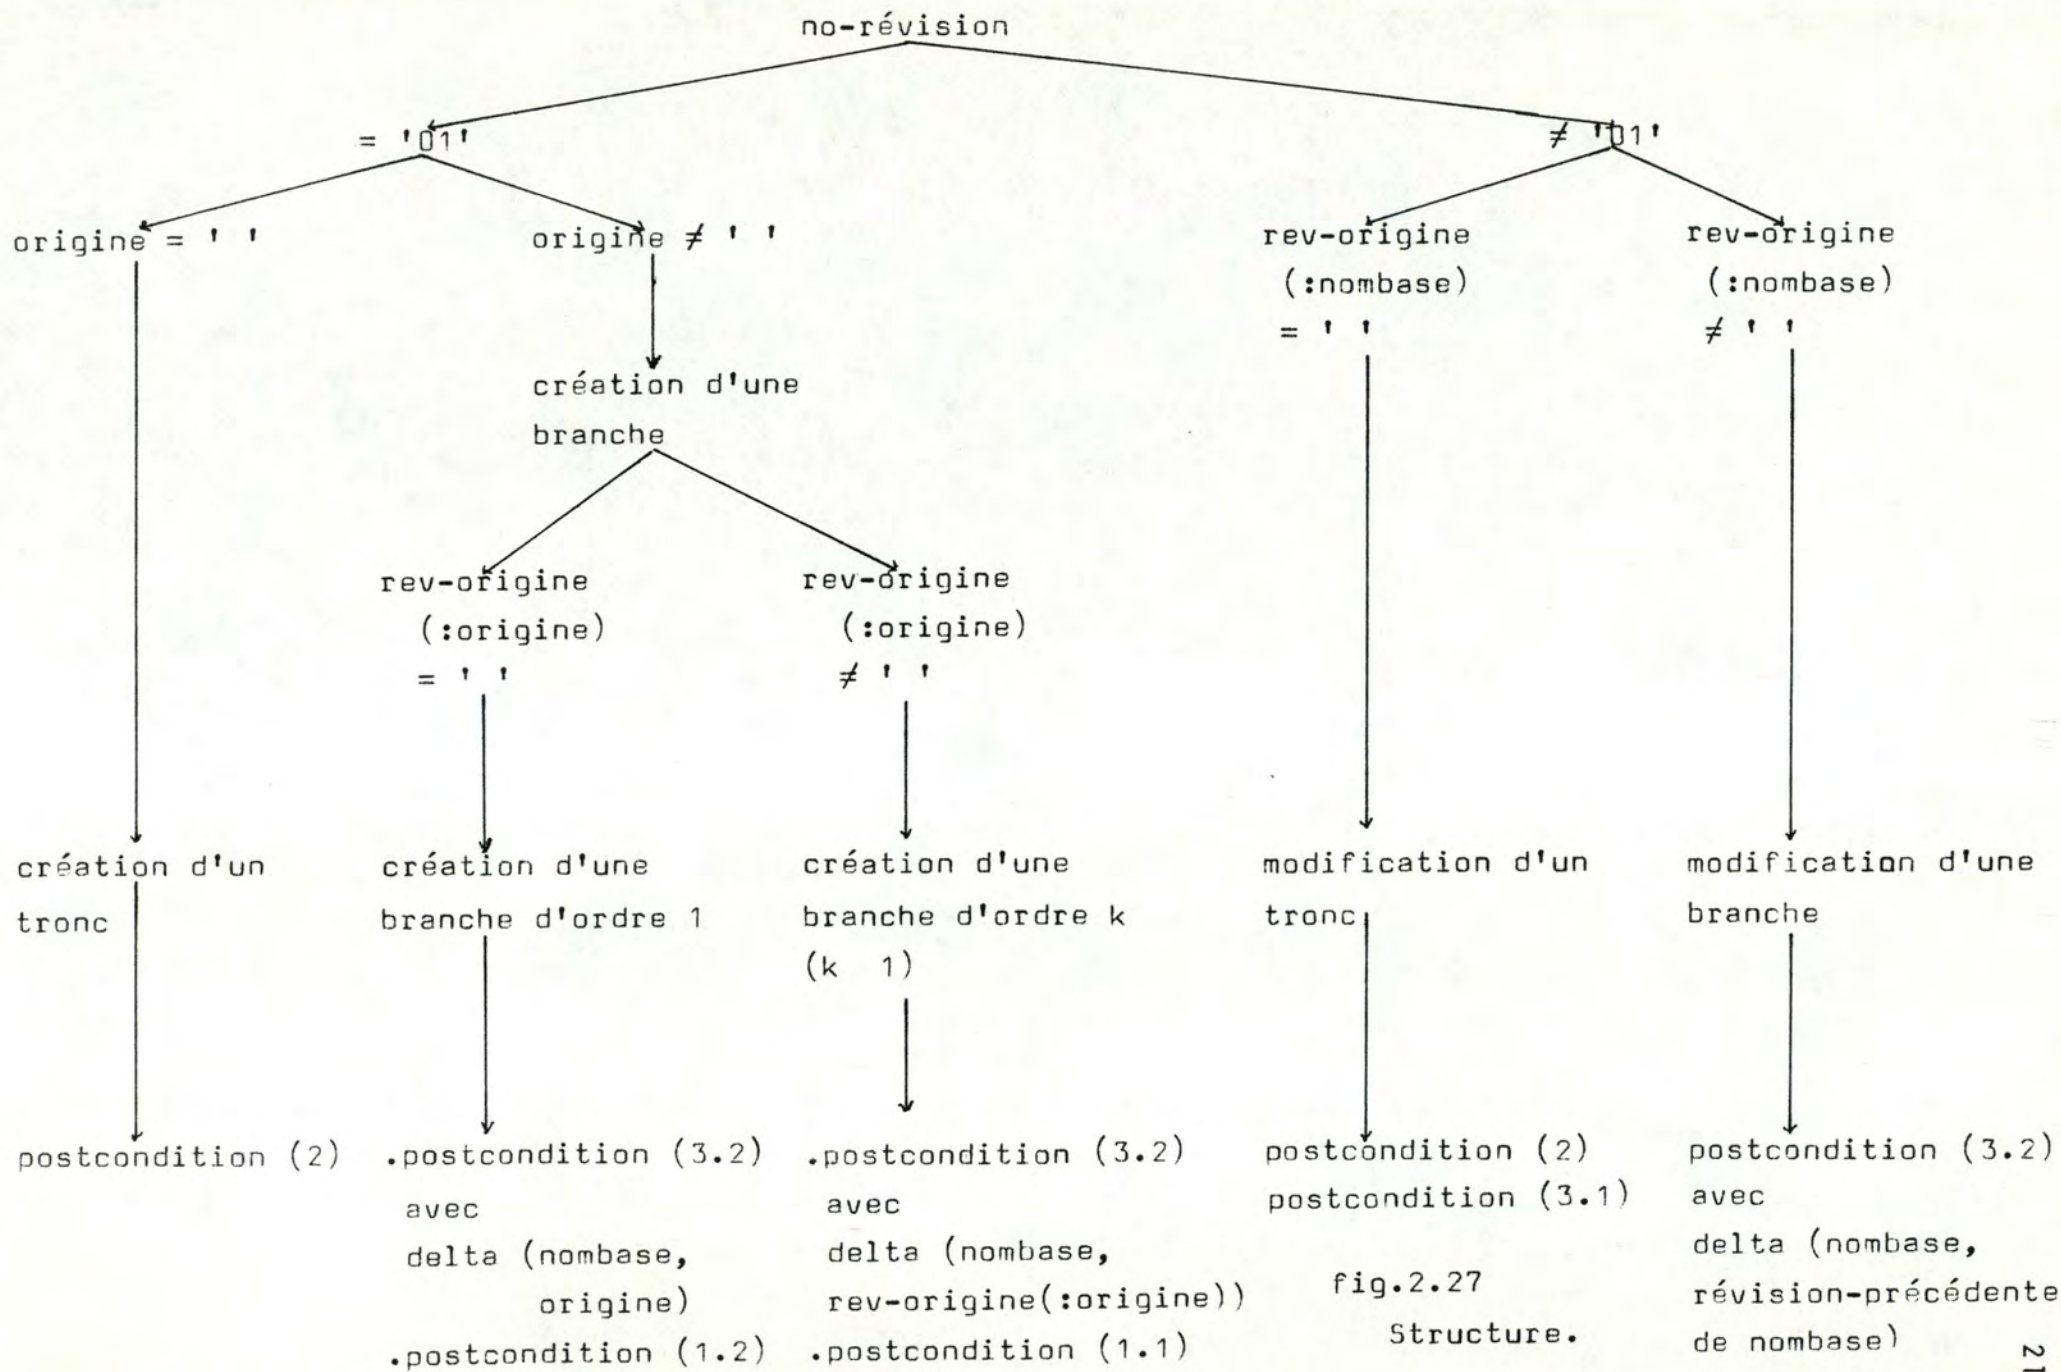 no-révision
= '01'
≠ '01'
origine = ' '
origine ≠ ' '
rev-origine
(:nombase)
= ' '
rev-origine
(:nombase)
≠ ' '
création d'une
branche
rev-origine
(:origine)
= ' '
rev-origine
(:origine)
≠ ' '
création d'un
tronc
création d'une
branche d'ordre 1
création d'une
branche d'ordre k
(k 1)
modification d'un
tronc
modification d'une
branche
postcondition (2)
.postcondition (3.2)
avec
delta (nombase,
origine)
.postcondition (1.2)
.postcondition (3.2)
avec
delta (nombase,
rev-origine(:origine))
.postcondition (1.1)
postcondition (2)
postcondition (3.1)
postcondition (3.2)
avec
delta (nombase,
révision-précédente
de nombase)
fig.2.27
Structure.
21